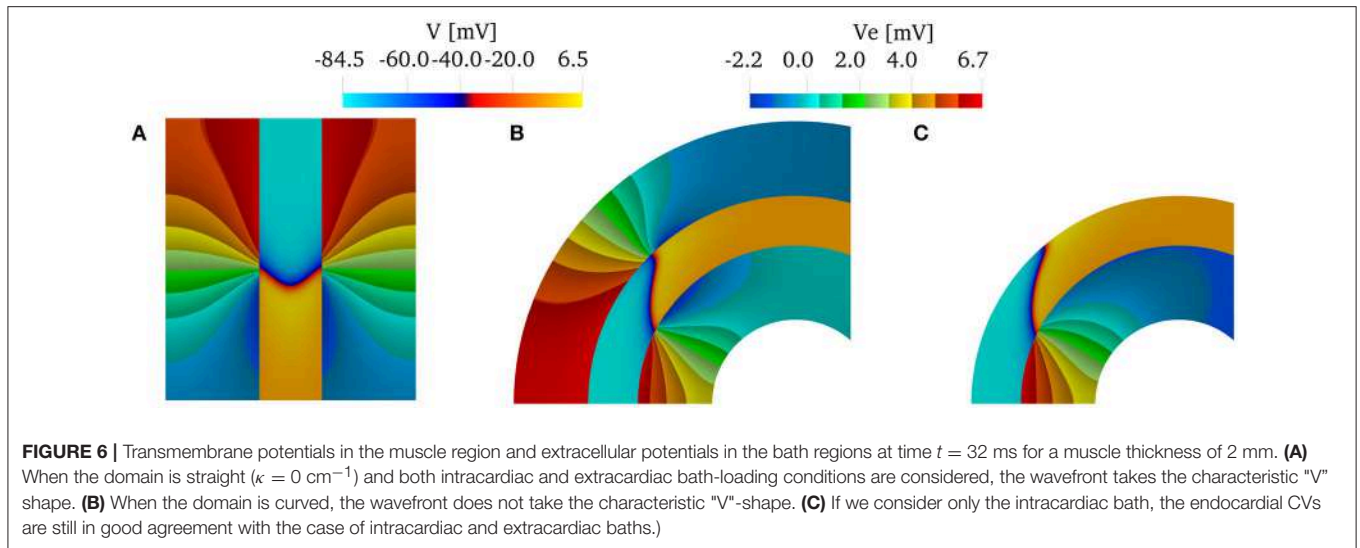 V [mV]
-84.5 -60.0 -40.0 -20.0 6.5
Ve [mV]
-2.2 0.0 2.0 4.0 6.7
A
B
C
FIGURE 6 | Transmembrane potentials in the muscle region and extracellular potentials in the bath regions at time t = 32 ms for a muscle thickness of 2 mm. (A)
When the domain is straight (κ = 0 cm⁻¹) and both intracardiac and extracardiac bath-loading conditions are considered, the wavefront takes the characteristic "V"
shape. (B) When the domain is curved, the wavefront does not take the characteristic "V"-shape. (C) If we consider only the intracardiac bath, the endocardial CVs
are still in good agreement with the case of intracardiac and extracardiac baths.)